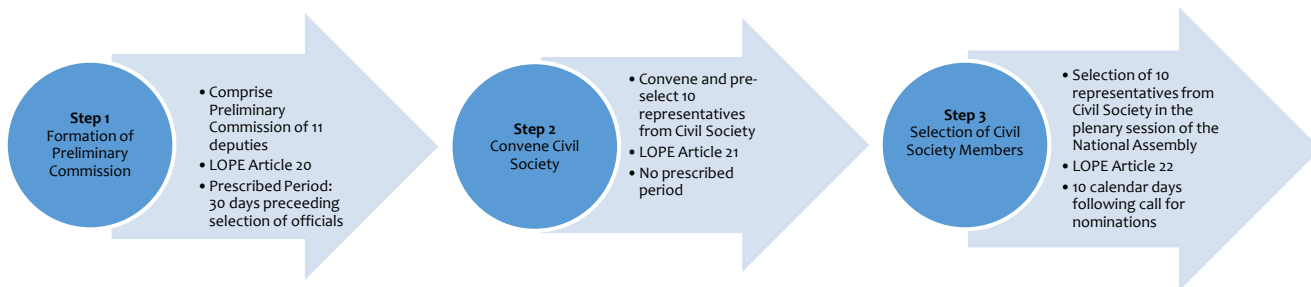 Step 1
Formation of
Preliminary
Commission
• Comprise
Preliminary
Commission of 11
deputies
• LOPE Article 20
• Prescribed Period:
30 days preceeding
selection of officials
Step 2
Convene Civil
Society
• Convene and pre-
select 10
representatives
from Civil Society
• LOPE Article 21
• No prescribed
period
Step 3
Selection of Civil
Society Members
• Selection of 10
representatives from
Civil Society in the
plenary session of the
National Assembly
• LOPE Article 22
• 10 calendar days
following call for
nominations